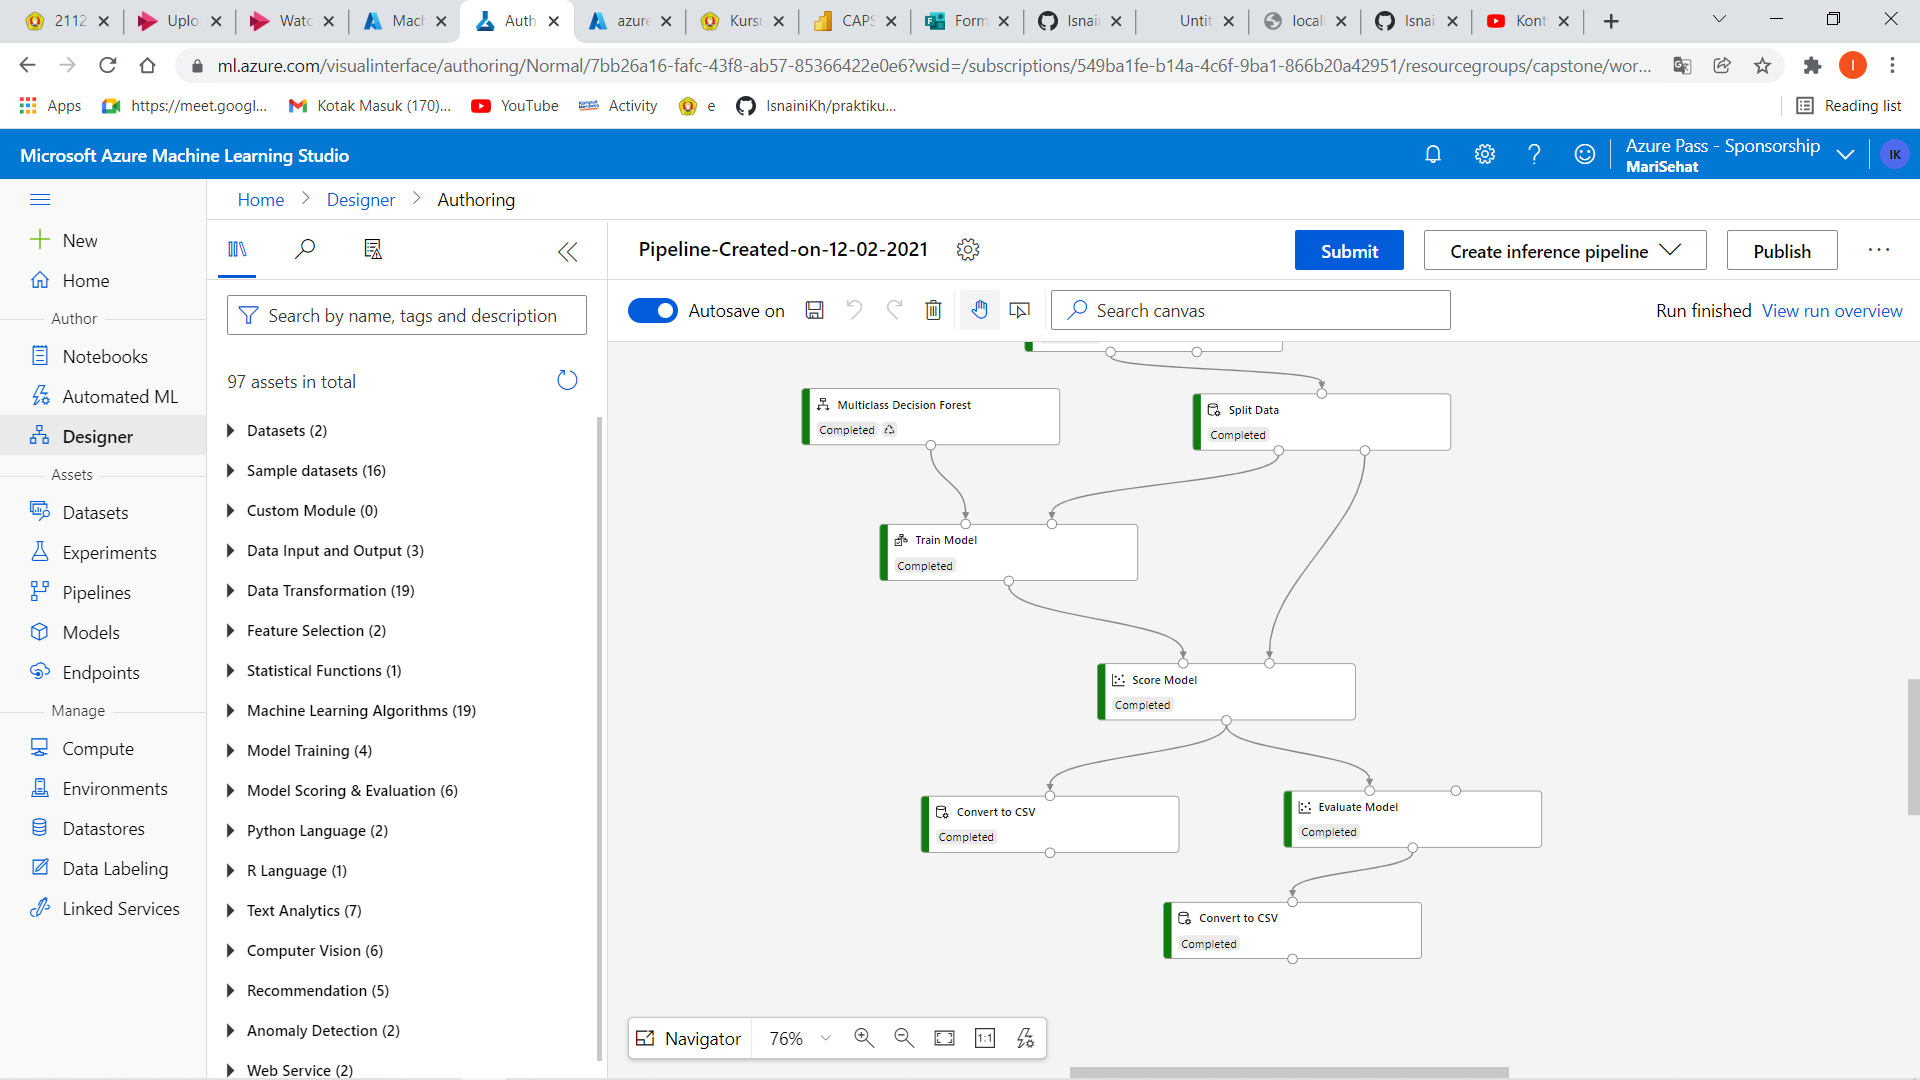 2112
Uplo
Watc
Mach
Auth
azure
Kurs
CAPS
Form
Isnai
Untit
locall
Isnai
Kont
ml.azure.com/visualinterface/authoring/Normal/7bb26a16-fafc-43f8-ab57-85366422e0e6?wsid=/subscriptions/549ba1fe-b14a-4c6f-9ba1-866b20a42951/resourcegroups/capstone/wor...
I
Apps
https://meet.googl...
Kotak Masuk (170)...
YouTube
Activity
e
IsnainiKh/praktiku...
Reading list
Microsoft Azure Machine Learning Studio
Azure Pass - Sponsorship
MariSehat
IK
Home
Designer
Authoring
New
Home
Author
Notebooks
Automated ML
Designer
Assets
Datasets
Experiments
Pipelines
Models
Endpoints
Manage
Compute
Environments
Datastores
Data Labeling
Linked Services
Search by name, tags and description
97 assets in total
Datasets (2)
Sample datasets (16)
Custom Module (0)
Data Input and Output (3)
Data Transformation (19)
Feature Selection (2)
Statistical Functions (1)
Machine Learning Algorithms (19)
Model Training (4)
Model Scoring & Evaluation (6)
Python Language (2)
R Language (1)
Text Analytics (7)
Computer Vision (6)
Recommendation (5)
Anomaly Detection (2)
Web Service (2)
Pipeline-Created-on-12-02-2021
Submit
Create inference pipeline
Publish
Autosave on
Search canvas
Run finished View run overview
Multiclass Decision Forest
Completed
Split Data
Completed
Train Model
Completed
Score Model
Completed
Convert to CSV
Completed
Evaluate Model
Completed
Convert to CSV
Completed
Navigator
76%
1:1